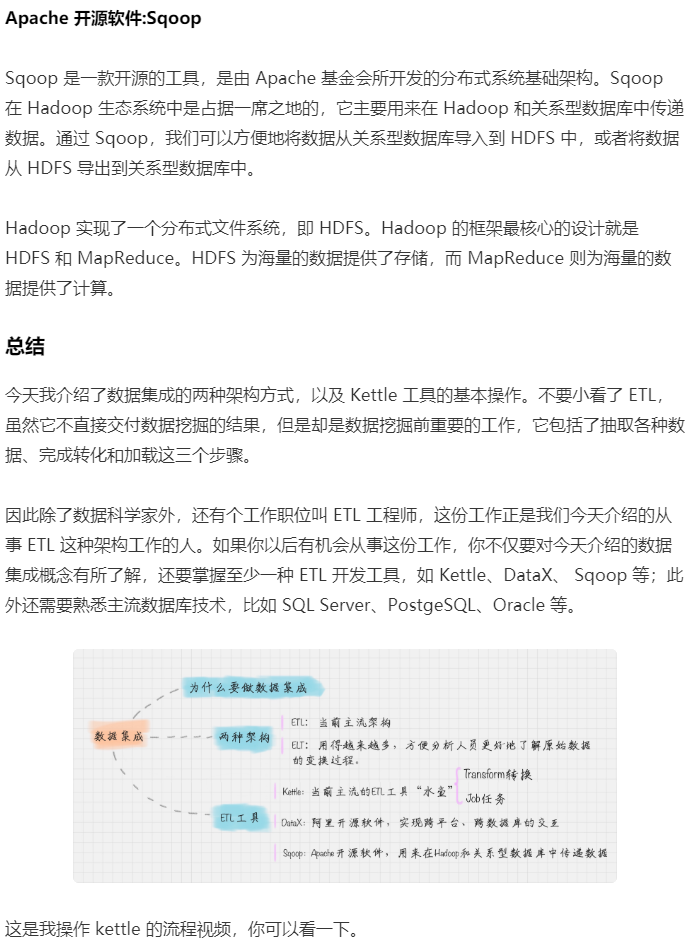 Apache 开源软件:Sqoop
Sqoop 是一款开源的工具，是由 Apache 基金会所开发的分布式系统基础架构。Sqoop
在 Hadoop 生态系统中是占据一席之地的，它主要用来在 Hadoop 和关系型数据库中传递
数据。通过 Sqoop，我们可以方便地将数据从关系型数据库导入到 HDFS 中，或者将数据
从 HDFS 导出到关系型数据库中。
Hadoop 实现了一个分布式文件系统，即 HDFS。Hadoop 的框架最核心的设计就是
HDFS 和 MapReduce。HDFS 为海量的数据提供了存储，而 MapReduce 则为海量的数
据提供了计算。
总结
今天我介绍了数据集成的两种架构方式，以及 Kettle 工具的基本操作。不要小看了 ETL，
虽然它不直接交付数据挖掘的结果，但是却是数据挖掘前重要的工作，它包括了抽取各种数
据、完成转化和加载这三个步骤。
因此除了数据科学家外，还有个工作职位叫 ETL 工程师，这份工作正是我们今天介绍的从
事 ETL 这种架构工作的人。如果你以后有机会从事这份工作，你不仅要对今天介绍的数据
集成概念有所了解，还要掌握至少一种 ETL 开发工具，如 Kettle、DataX、 Sqoop 等；此
外还需要熟悉主流数据库技术，比如 SQL Server、PostgeSQL、Oracle 等。
数据集成
为什么要做数据集成
两种架构
ETL：当前主流架构
ELT：用得越来越多，方便分析人员更好地了解原始数据
的变换过程。
ETL工具
Kettle：当前主流的ETL工具“水壶”
Transform转换
Job任务
DataX：阿里开源软件，实现跨平台、跨数据库的交互
Sqoop：Apache开源软件，用来在Hadoop和关系型数据库中传递数据
这是我操作 kettle 的流程视频，你可以看一下。